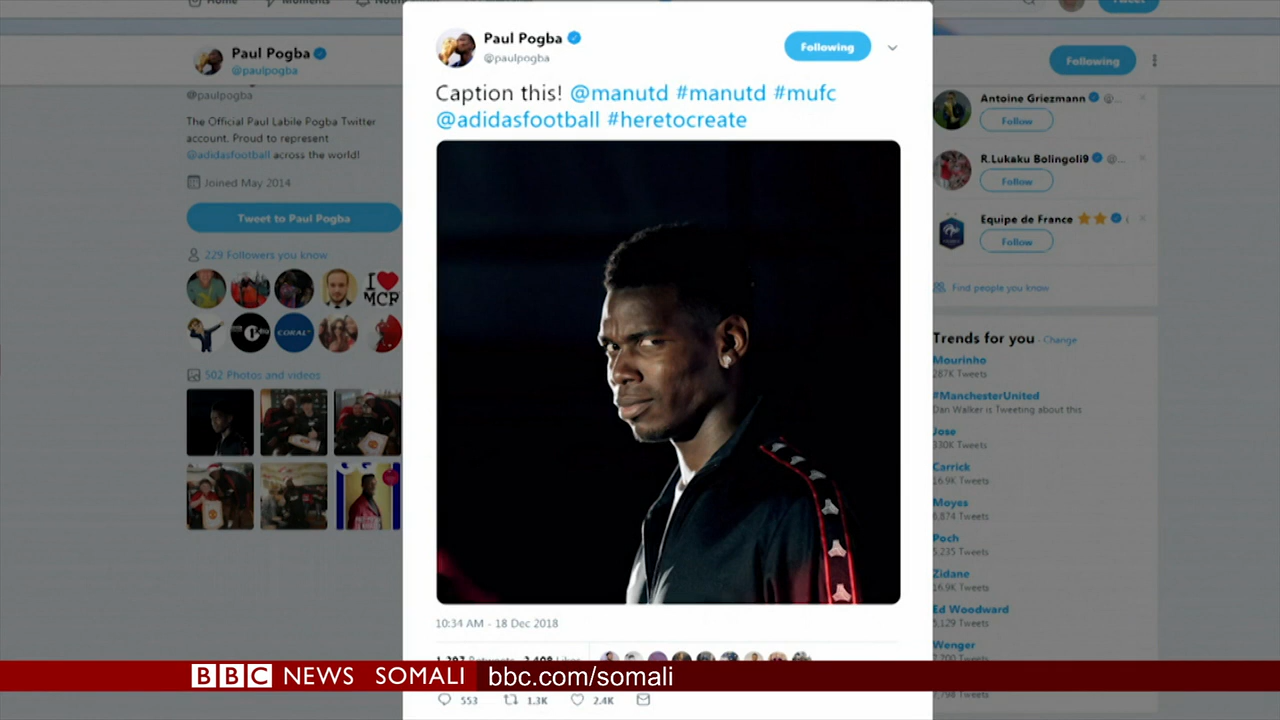 Home
Moments
Tweet
Paul Pogba
@paulpogba
@paulpogba
The Official Paul Labile Pogba Twitter
account. Proud to represent
@adidasfootball across the world!
Joined May 2014
Tweet to Paul Pogba
229 Followers you know
I
MCR
CORAL
502 Photos and videos
Paul Pogba
@paulpogba
Following
Caption this! @manutd #manutd #mufc
@adidasfootball #heretocreate
10:34 AM - 18 Dec 2018
553 1.3K 2.4K
Following
Antoine Griezmann @...
Follow
R.Lukaku Bolingoli9 @...
Follow
Equipe de France
Follow
Find people you know
Trends for you - Change
Mourinho
287K Tweets
#ManchesterUnited
Dan Walker is Tweeting about this
Jose
330K Tweets
Carrick
16.9K Tweets
Moyes
6,874 Tweets
Poch
5,235 Tweets
Zidane
16.9K Tweets
Ed Woodward
5,129 Tweets
Wenger
Tweets
BBC NEWS SOMALI bbc.com/somali